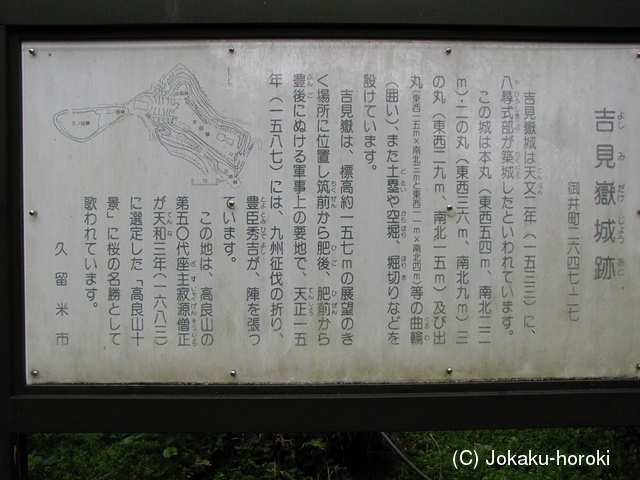 吉見嶽城跡
よしみだけじょうあと
御井町二六四七-二七
吉見嶽城は天文二年(一五三三)に、
八尋式部が築城したといわれています。
この城は本丸(東西五四m、南北二二
m)・二の丸(東西三六m、南北九m)三
の丸(東西二九m、南北一五m)及び出
丸(東西一五m×南北三mと東西一一m×南北四m)等の曲輪
(囲い)、また土塁や空堀、堀切りなどを
設けています。
吉見嶽は、標高約一五七mの展望のき
く場所に位置し筑前から肥後、肥前から
豊後にぬける軍事上の要地で、天正一五
年(一五八七)には、九州征伐の折り、
豊臣秀吉が、陣を張っ
ています。
この地は、高良山の
第五〇代座主寂源僧正
が天和三年(一六八三)
に選定した「高良山十
景」に桜の名勝として
歌われています。
久留米市
(C) Jokaku-horoki